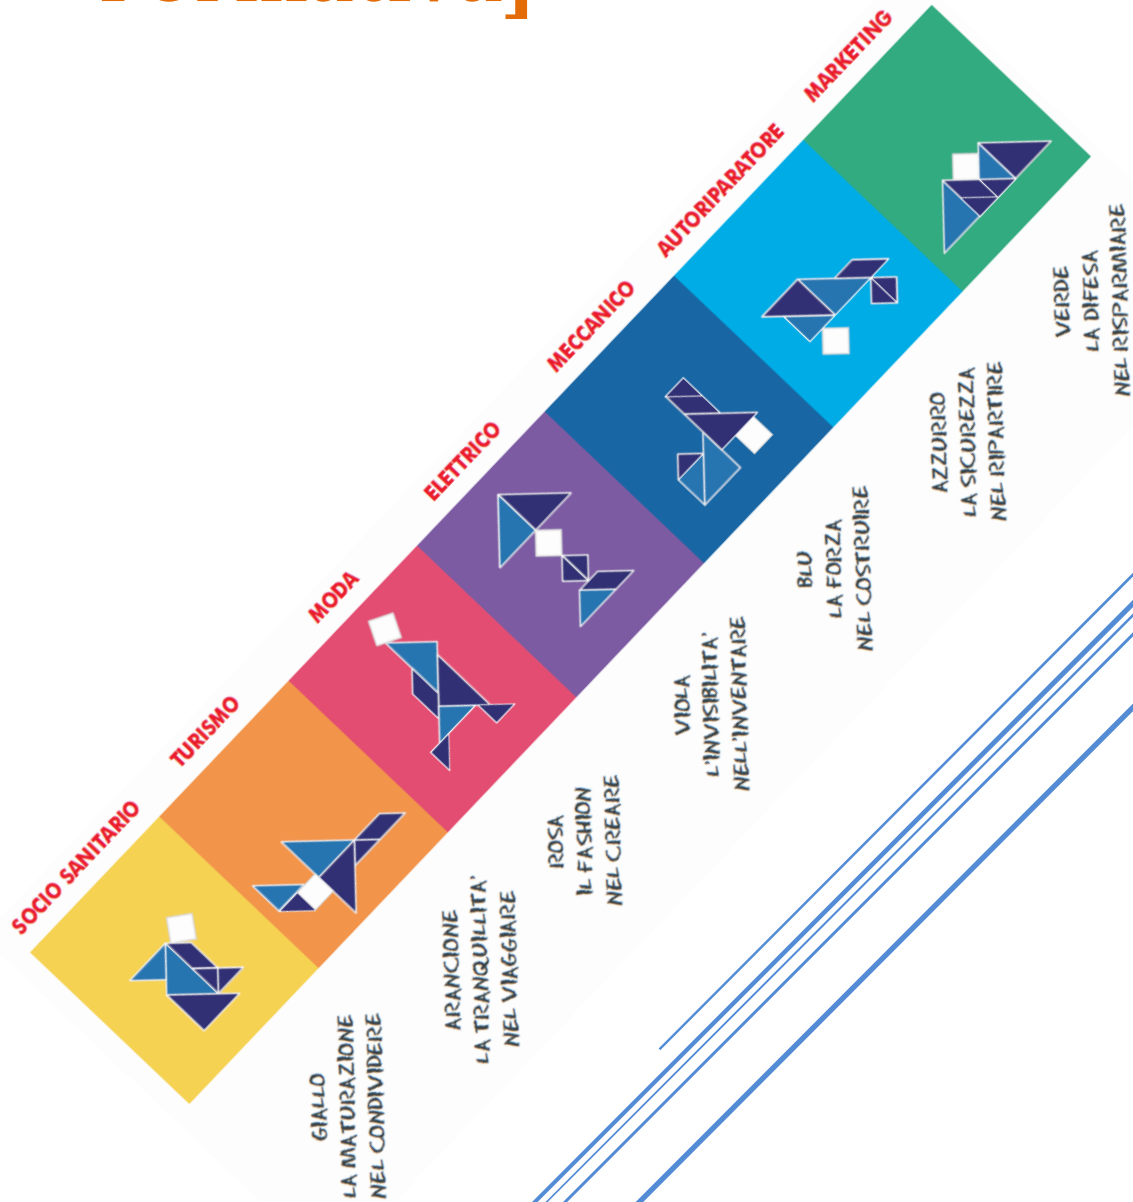 SOCIO SANITARIO
TURISMO
MODA
ELETTRICO
MECCANICO
AUTORIPARATORE
MARKETING
GIALLO
LA MATURAZIONE
NEL CONDIVIDERE
ARANCIONE
LA TRANQUILLITA'
NEL VIAGGIARE
ROSA
IL FASHION
NEL CREARE
VIOLA
L'INVISIBILITA'
NELL'INVENTARE
BLU
LA FORZA
NEL COSTRUIRE
AZZURRO
LA SICUREZZA
NEL RIPARTIRE
VERDE
LA DIFESA
NEL RISPARMIARE